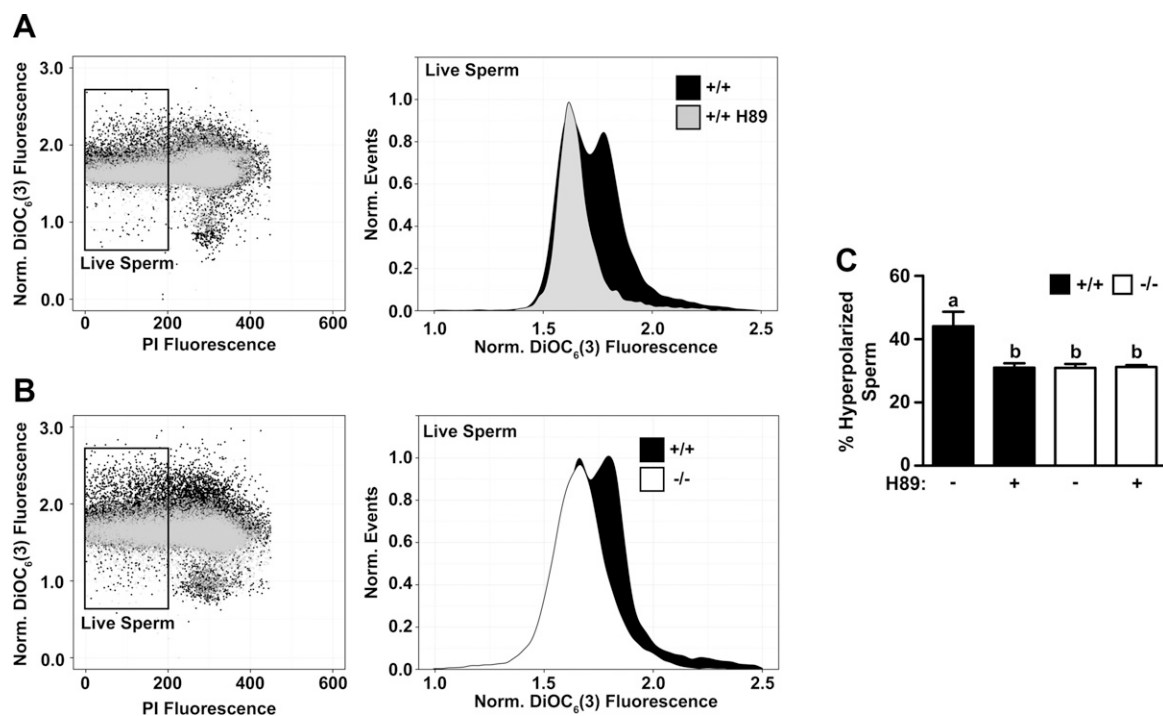 A
3.0
2.0
1.0
0.0
Norm. DiOC6(3) Fluorescence
Live Sperm
0 200 400 600
PI Fluorescence
Live Sperm
+/+
+/+ H89
1.0
0.8
0.6
0.4
0.2
0.0
Norm. Events
1.0 1.5 2.0 2.5
Norm. DiOC6(3) Fluorescence
B
3.0
2.0
1.0
0.0
Norm. DiOC6(3) Fluorescence
Live Sperm
0 200 400 600
PI Fluorescence
Live Sperm
+/+
-/-
1.0
0.8
0.6
0.4
0.2
0.0
Norm. Events
1.0 1.5 2.0 2.5
Norm. DiOC6(3) Fluorescence
C
60
40
20
0
% Hyperpolarized
Sperm
+/+ -/-
a b b b
H89: - + - +